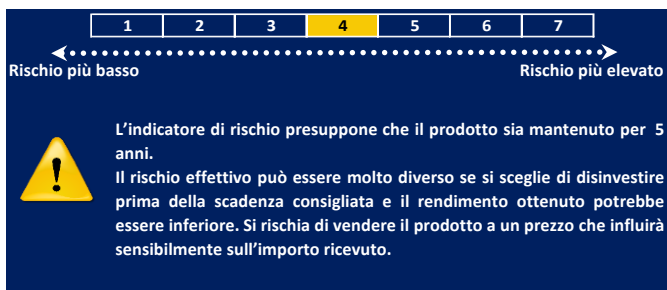 1 2 3 4 5 6 7
Rischio più basso Rischio più elevato
L’indicatore di rischio presuppone che il prodotto sia mantenuto per 5
anni.
Il rischio effettivo può essere molto diverso se si sceglie di disinvestire
prima della scadenza consigliata e il rendimento ottenuto potrebbe
essere inferiore. Si rischia di vendere il prodotto a un prezzo che influirà
sensibilmente sull’importo ricevuto.